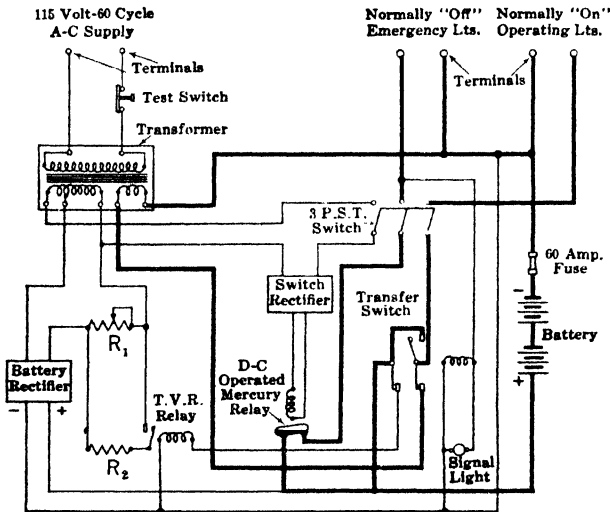 115 Volt-60 Cycle
A-C Supply
Normally "Off"
Emergency Lts.
Normally "On"
Operating Lts.
Terminals
Terminals
Test Switch
Transformer
3 P.S.T.
Switch
60 Amp.
Fuse
Switch
Rectifier
Transfer
Switch
-
Battery
+
R1
Battery
Rectifier
- +
D-C
Operated
Mercury
Relay
T.V.R.
Relay
R2
Signal
Light